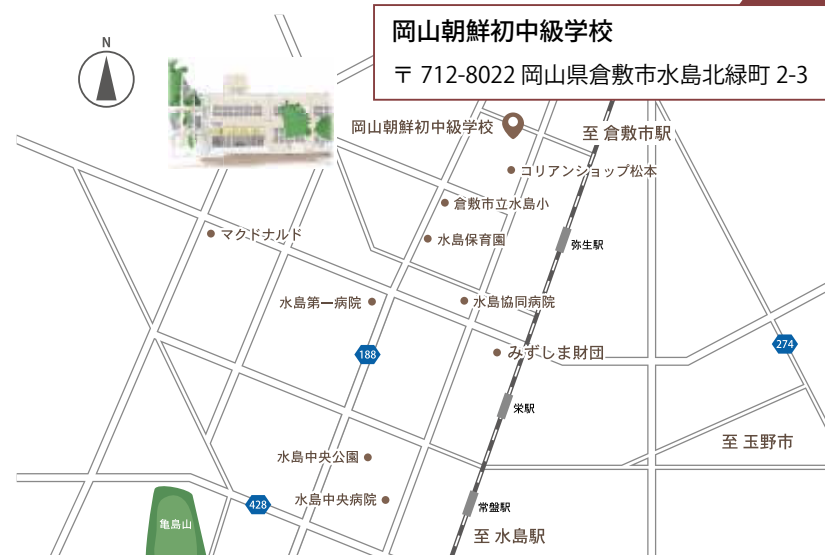 岡山朝鮮初中級学校
〒 712-8022 岡山県倉敷市水島北緑町 2-3
N
岡山朝鮮初中級学校
至 倉敷市駅
コリアンショップ松本
倉敷市立水島小
マクドナルド
水島保育園
弥生駅
水島第一病院
水島協同病院
188
みずしま財団
274
栄駅
至 玉野市
水島中央公園
428
水島中央病院
常盤駅
亀島山
至 水島駅